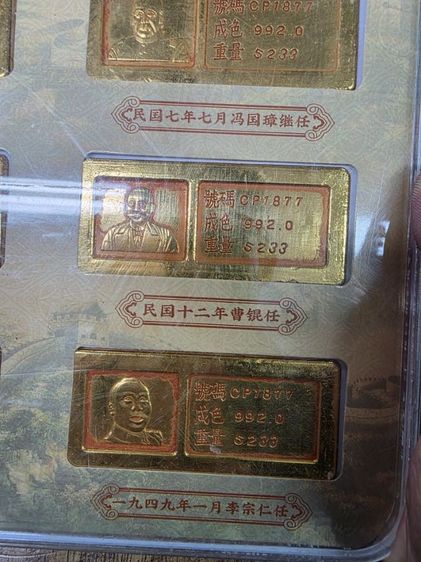 號碼 CP1877
成色 992.0
重量 5233
民国七年七月冯国璋继任
號碼 CP1877
成色 992.0
重量 5233
民国十二年曹锟任
號碼 CP1877
成色 992.0
重量 5233
一九四九年一月李宗仁任